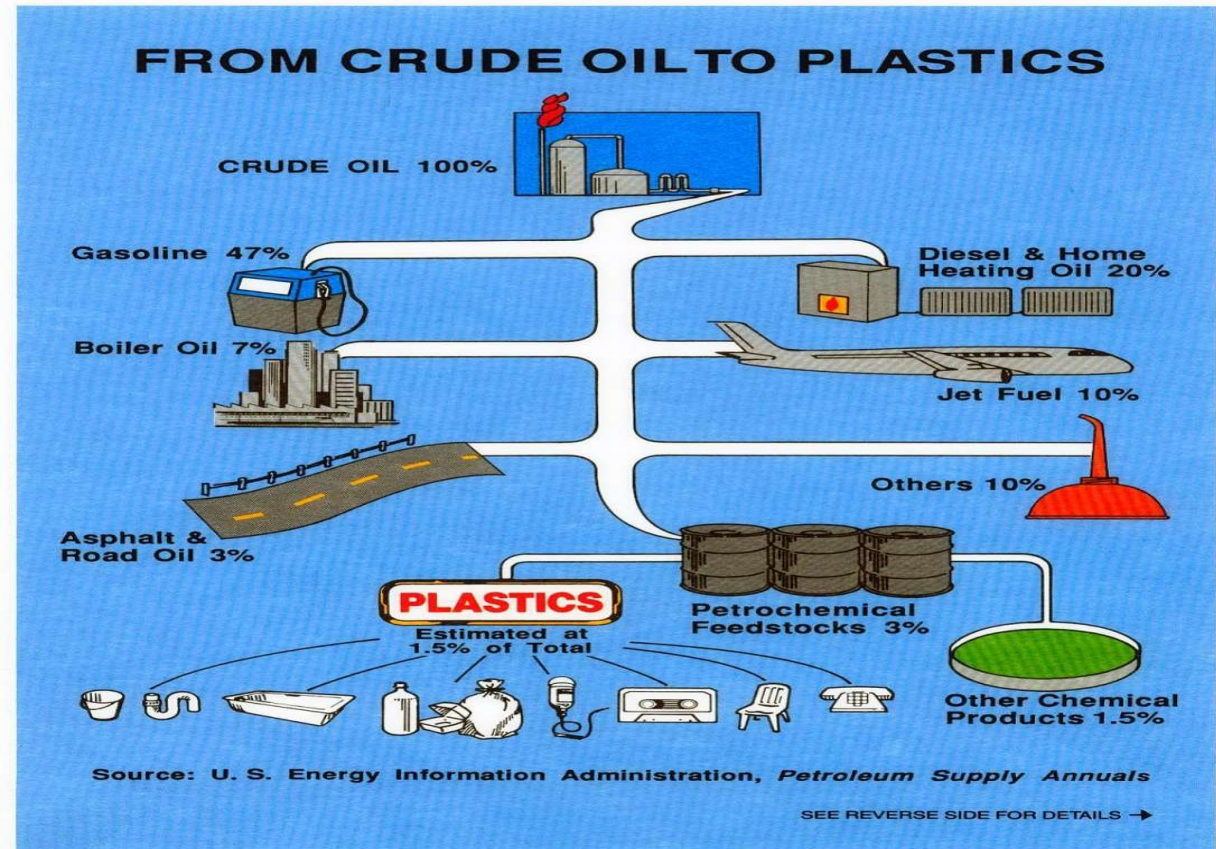 FROM CRUDE OIL TO PLASTICS
CRUDE OIL 100%
Gasoline 47%
Diesel & Home
Heating Oil 20%
Boiler Oil 7%
Jet Fuel 10%
Others 10%
Asphalt &
Road Oil 3%
PLASTICS
Estimated at
1.5% of Total
Petrochemical
Feedstocks 3%
Other Chemical
Products 1.5%
Source: U. S. Energy Information Administration, Petroleum Supply Annuals
SEE REVERSE SIDE FOR DETAILS →